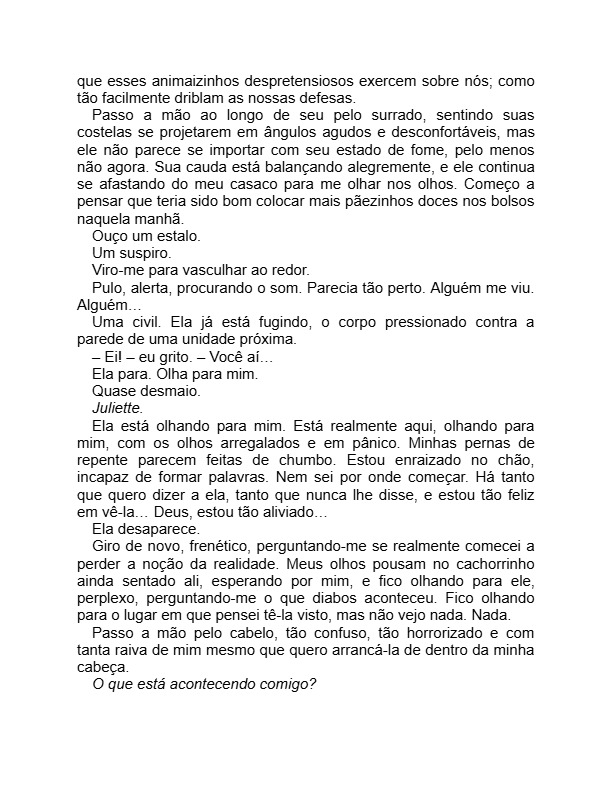 que esses animaizinhos despretensiosos exercem sobre nós; como
tão facilmente driblam as nossas defesas.
Passo a mão ao longo de seu pelo surrado, sentindo suas
costelas se projetarem em ângulos agudos e desconfortáveis, mas
ele não parece se importar com seu estado de fome, pelo menos
não agora. Sua cauda está balançando alegremente, e ele continua
se afastando do meu casaco para me olhar nos olhos. Começo a
pensar que teria sido bom colocar mais pãezinhos doces nos bolsos
naquela manhã.
Ouço um estalo.
Um suspiro.
Viro-me para vasculhar ao redor.
Pulo, alerta, procurando o som. Parecia tão perto. Alguém me viu.
Alguém…
Uma civil. Ela já está fugindo, o corpo pressionado contra a
parede de uma unidade próxima.
– Ei! – eu grito. – Você aí…
Ela para. Olha para mim.
Quase desmaio.
Juliette.
Ela está olhando para mim. Está realmente aqui, olhando para
mim, com os olhos arregalados e em pânico. Minhas pernas de
repente parecem feitas de chumbo. Estou enraizado no chão,
incapaz de formar palavras. Nem sei por onde começar. Há tanto
que quero dizer a ela, tanto que nunca lhe disse, e estou tão feliz
em vê-la… Deus, estou tão aliviado…
Ela desaparece.
Giro de novo, frenético, perguntando-me se realmente comecei a
perder a noção da realidade. Meus olhos pousam no cachorrinho
ainda sentado ali, esperando por mim, e fico olhando para ele,
perplexo, perguntando-me o que diabos aconteceu. Fico olhando
para o lugar em que pensei tê-la visto, mas não vejo nada. Nada.
Passo a mão pelo cabelo, tão confuso, tão horrorizado e com
tanta raiva de mim mesmo que quero arrancá-la de dentro da minha
cabeça.
O que está acontecendo comigo?